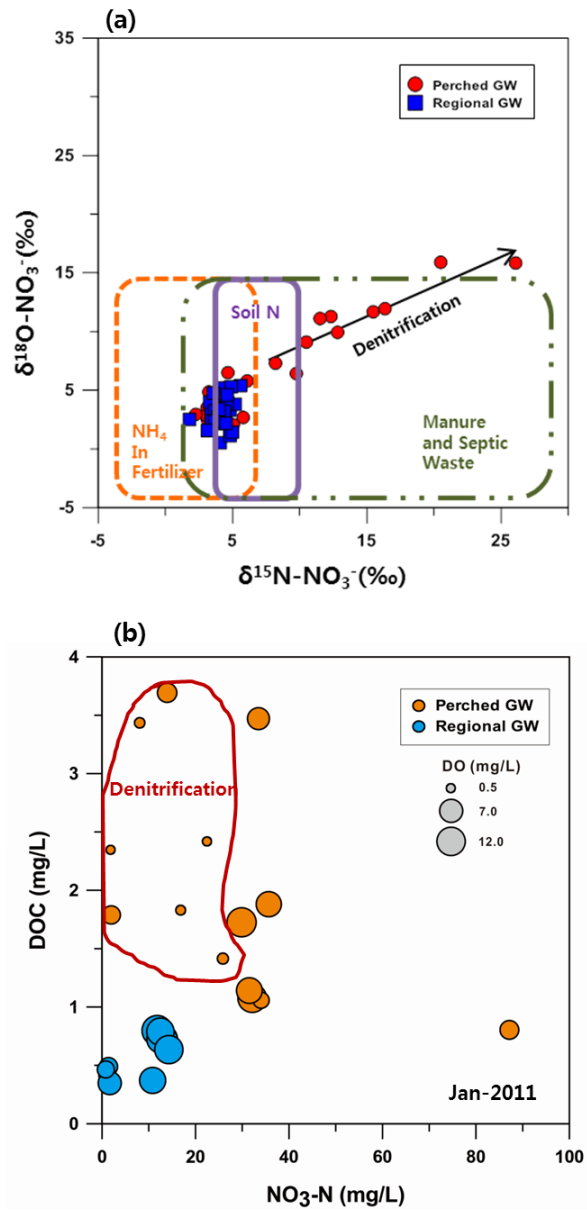 (a)
35
25
15
5
-5
δ¹⁸O-NO₃⁻(‰)
Perched GW
Regional GW
Soil N
Denitrification
NH₄
In
Fertilizer
Manure
and Septic
Waste
-5 5 15 25
δ¹⁵N-NO₃⁻(‰)
(b)
4
3
2
1
0
DOC (mg/L)
Perched GW
Regional GW
DO (mg/L)
0.5
7.0
12.0
Denitrification
Jan-2011
0 20 40 60 80 100
NO₃-N (mg/L)